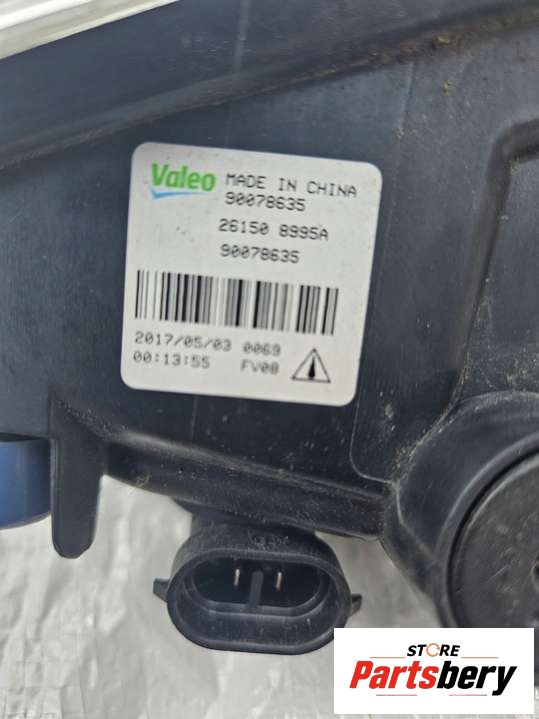 Valeo MADE IN CHINA
90078635
26150 8995A
90078635
2017/05/03 0069
00:13:55 FV08
STORE
Partsbery